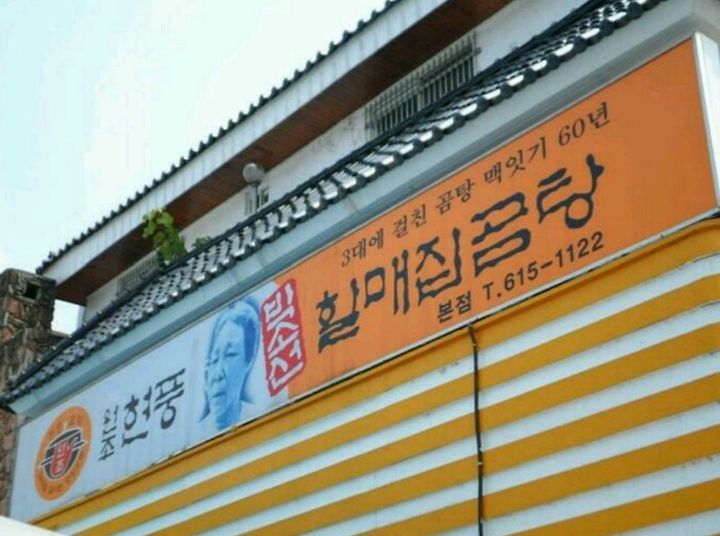 3대에 걸친 곰탕 맥잇기 60년
원조 현풍
박소선
할매집곰탕
본점 T.615-1122